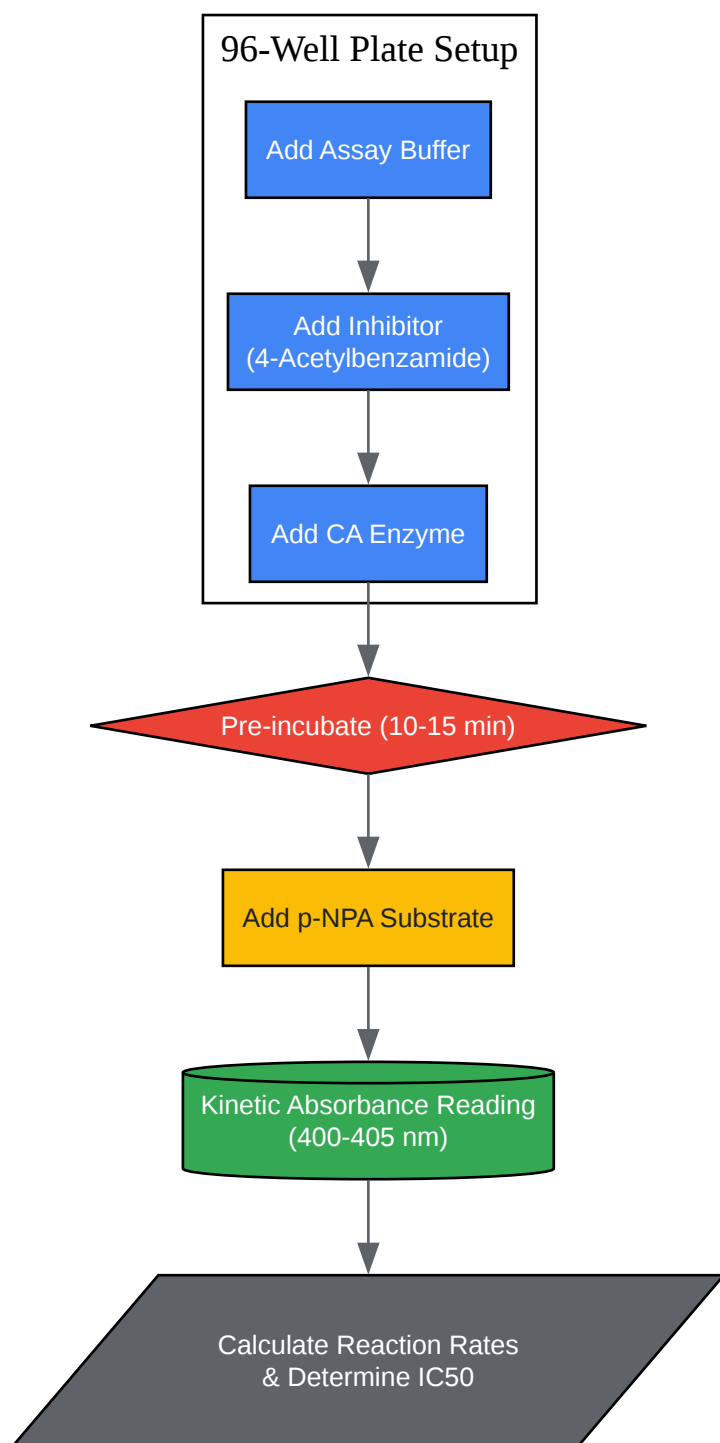 96-Well Plate Setup
Add Assay Buffer
Add Inhibitor
(4-Acetylbenzamide)
Add CA Enzyme
Pre-incubate (10-15 min)
Add p-NPA Substrate
Kinetic Absorbance Reading
(400-405 nm)
Calculate Reaction Rates
& Determine IC50